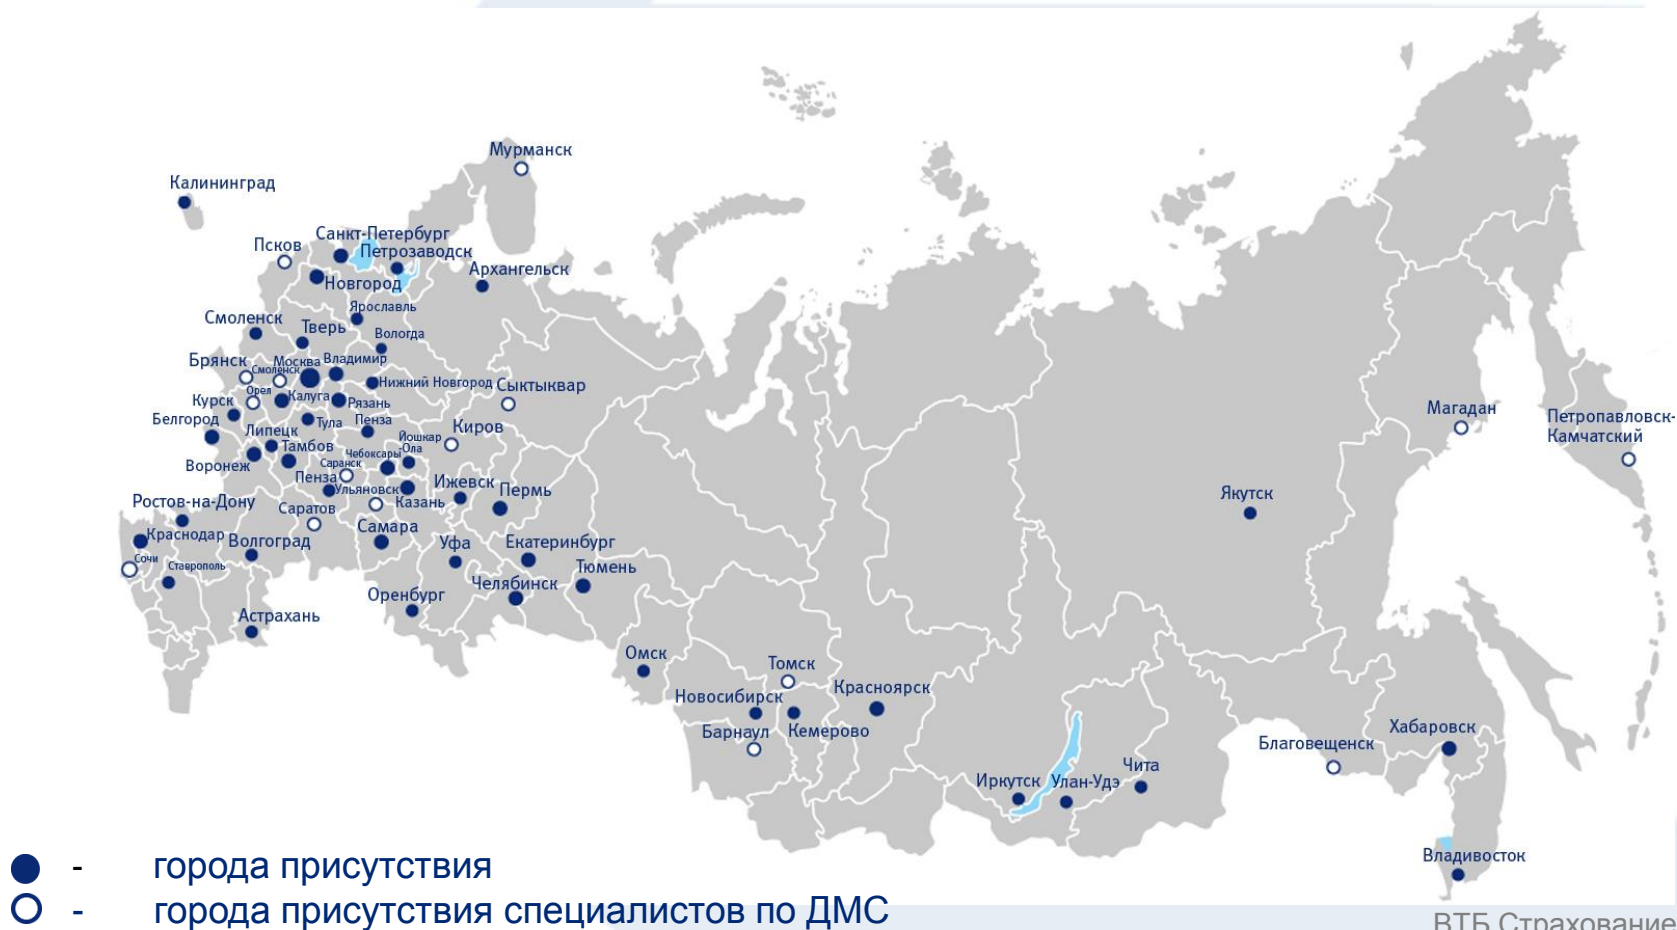 Мурманск
Калининград
Санкт-Петербург
Псков
Петрозаводск
Архангельск
Новгород
Ярославль
Смоленск
Тверь
Вологда
Брянск
Смоленск
Москва
Владимир
Нижний Новгород
Сыктыквар
Орел
Курск
Калуга
Рязань
Белгород
Тула
Пенза
Киров
Липецк
Йошкар
-Ола
Тамбов
Чебоксары
Воронеж
Саранск
Пенза
Ульяновск
Казань
Ижевск
Пермь
Ростов-на-Дону
Саратов
Самара
Краснодар
Волгоград
Уфа
Екатеринбург
Сочи
Ставрополь
Тюмень
Челябинск
Оренбург
Астрахань
Омск
Томск
Новосибирск
Красноярск
Барнаул
Кемерово
Иркутск
Улан-Удэ
Чита
Якутск
Магадан
Петропавловск-
Камчатский
Благовещенск
Хабаровск
Владивосток
- города присутствия
- города присутствия специалистов по ДМС
ВТБ Страхование